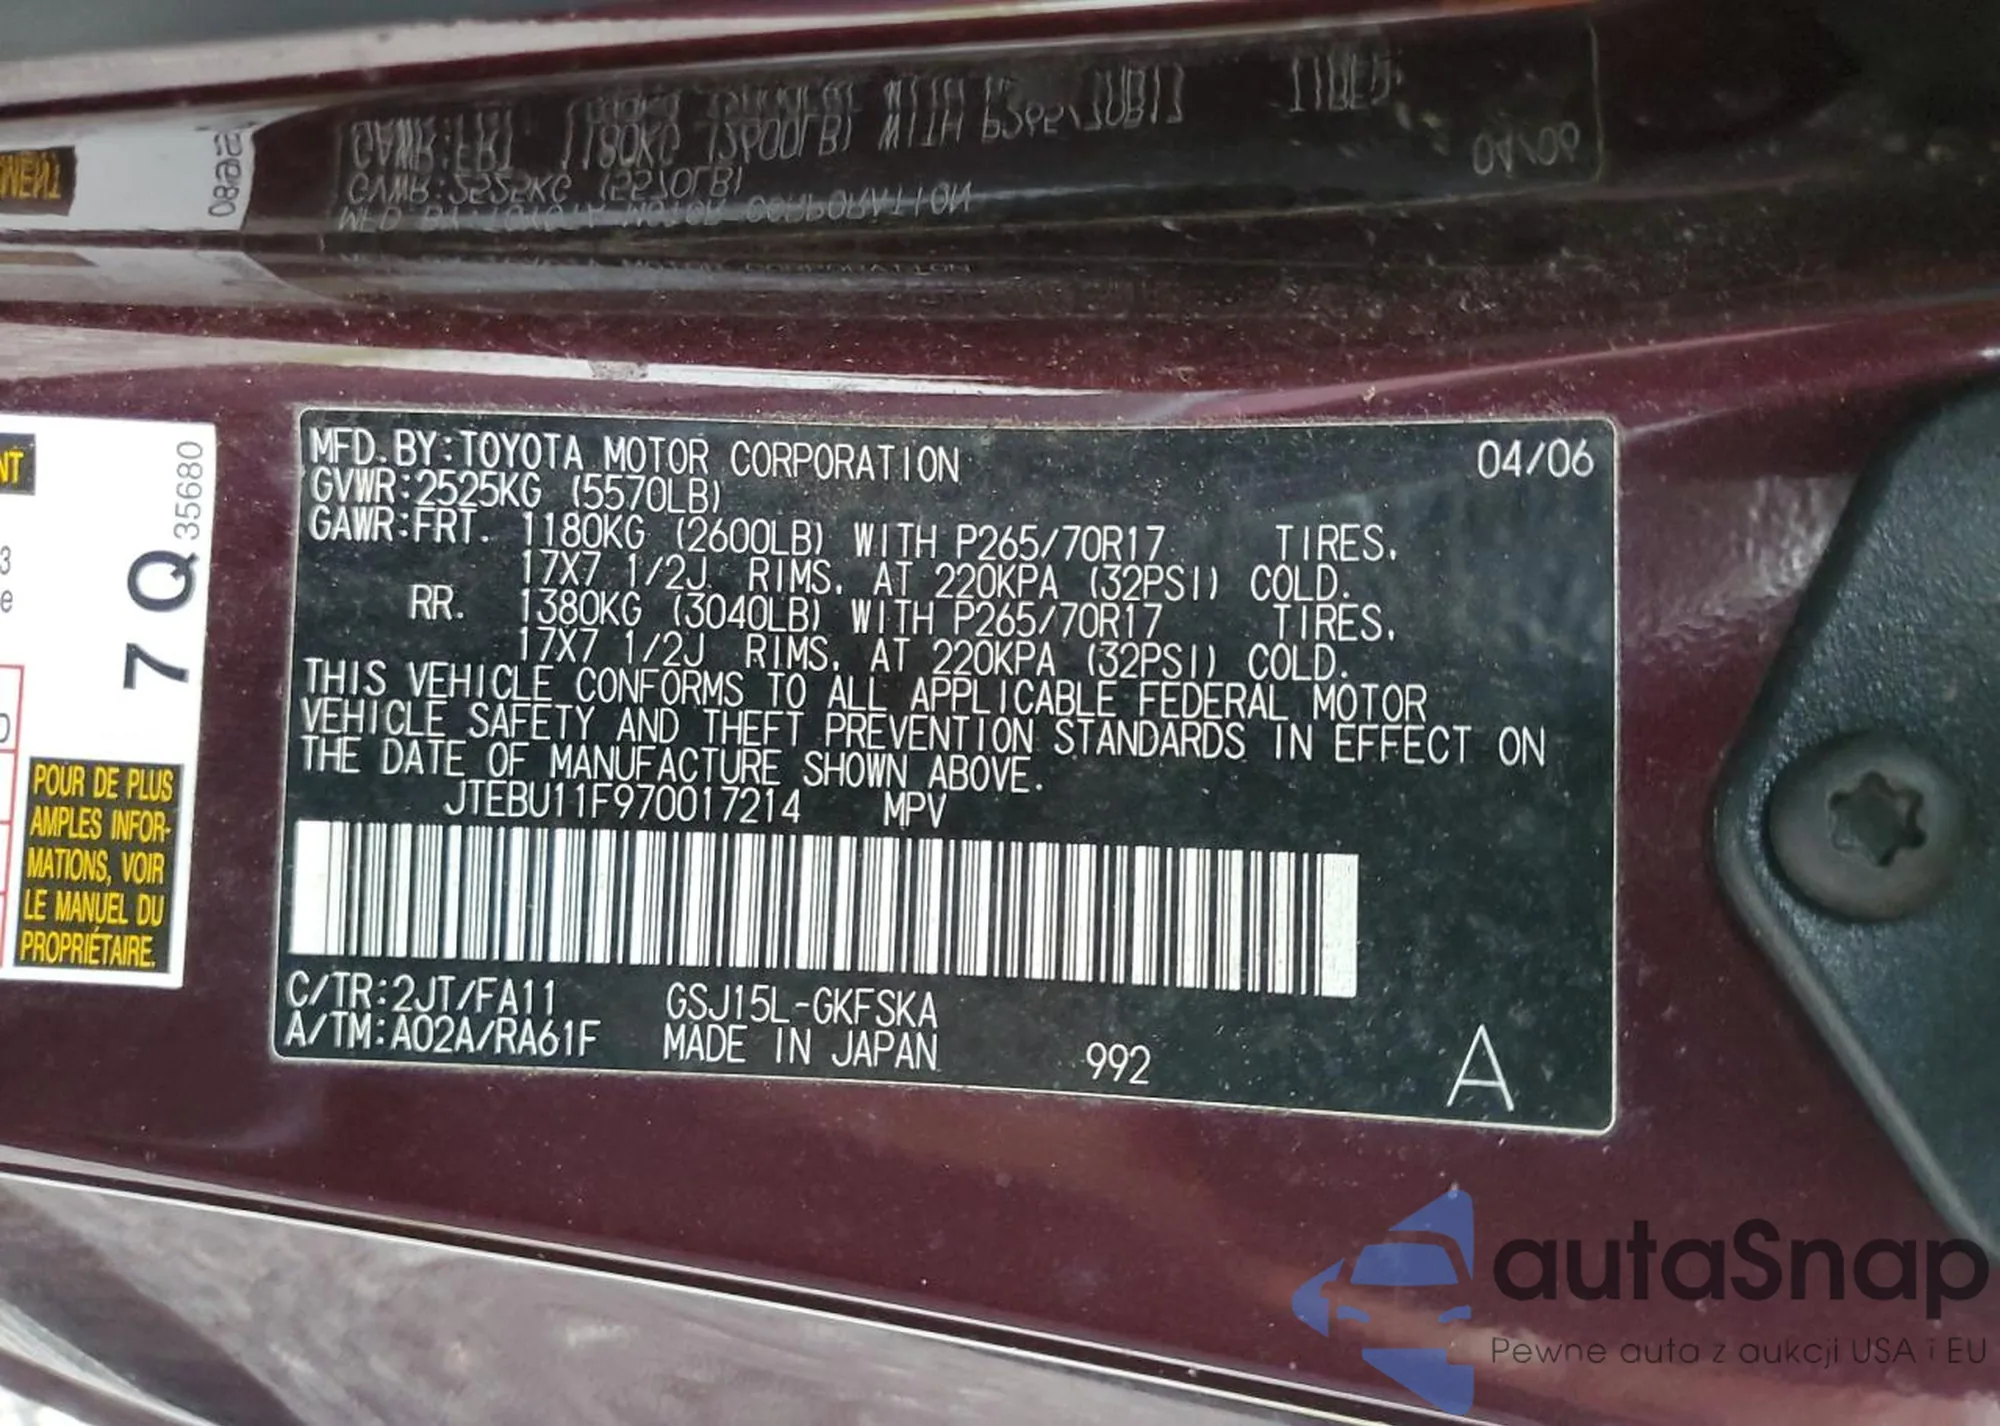 MFD. BY:TOYOTA MOTOR CORPORATION 04/06
GVWR:2525KG (5570LB)
GAWR:FRT. 1180KG (2600LB) WITH P265/70R17 TIRES,
17X7 1/2J RIMS, AT 220KPA (32PSI) COLD.
RR. 1380KG (3040LB) WITH P265/70R17 TIRES,
17X7 1/2J RIMS, AT 220KPA (32PSI) COLD.
THIS VEHICLE CONFORMS TO ALL APPLICABLE FEDERAL MOTOR
VEHICLE SAFETY AND THEFT PREVENTION STANDARDS IN EFFECT ON
THE DATE OF MANUFACTURE SHOWN ABOVE.
JTEBU11F970017214 MPV
C/TR:2JT/FA11 GSJ15L-GKFSKA
A/TM:A02A/RA61F MADE IN JAPAN 992 A
NT
3
e
7 Q 35680
POUR DE PLUS
AMPLES INFOR-
MATIONS, VOIR
LE MANUEL DU
PROPRIÉTAIRE.
autaSnap
Pewne auta z aukcji USA i EU